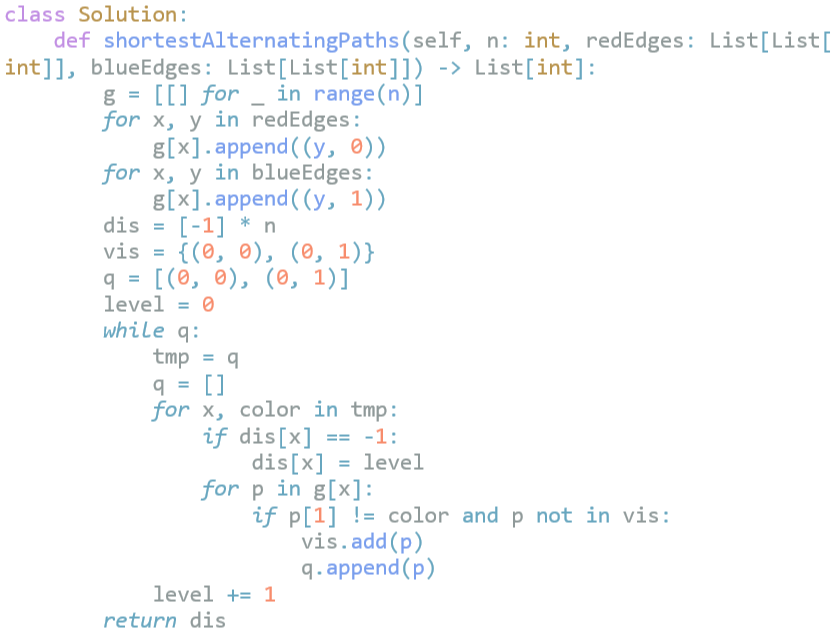 class Solution:
    def shortestAlternatingPaths(self, n: int, redEdges: List[List[
int]], blueEdges: List[List[int]]) -> List[int]:
        g = [[] for _ in range(n)]
        for x, y in redEdges:
            g[x].append((y, 0))
        for x, y in blueEdges:
            g[x].append((y, 1))
        dis = [-1] * n
        vis = {(0, 0), (0, 1)}
        q = [(0, 0), (0, 1)]
        level = 0
        while q:
            tmp = q
            q = []
            for x, color in tmp:
                if dis[x] == -1:
                    dis[x] = level
                for p in g[x]:
                    if p[1] != color and p not in vis:
                        vis.add(p)
                        q.append(p)
            level += 1
        return dis